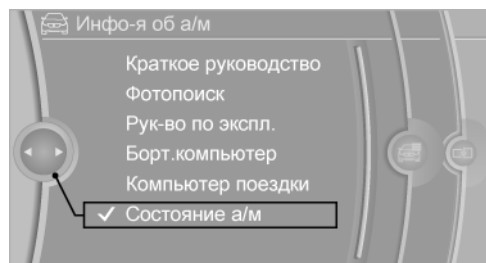 Инфо-я об а/м
Краткое руководство
Фотопоиск
Рук-во по экспл.
Борт.компьютер
Компьютер поездки
Состояние а/м